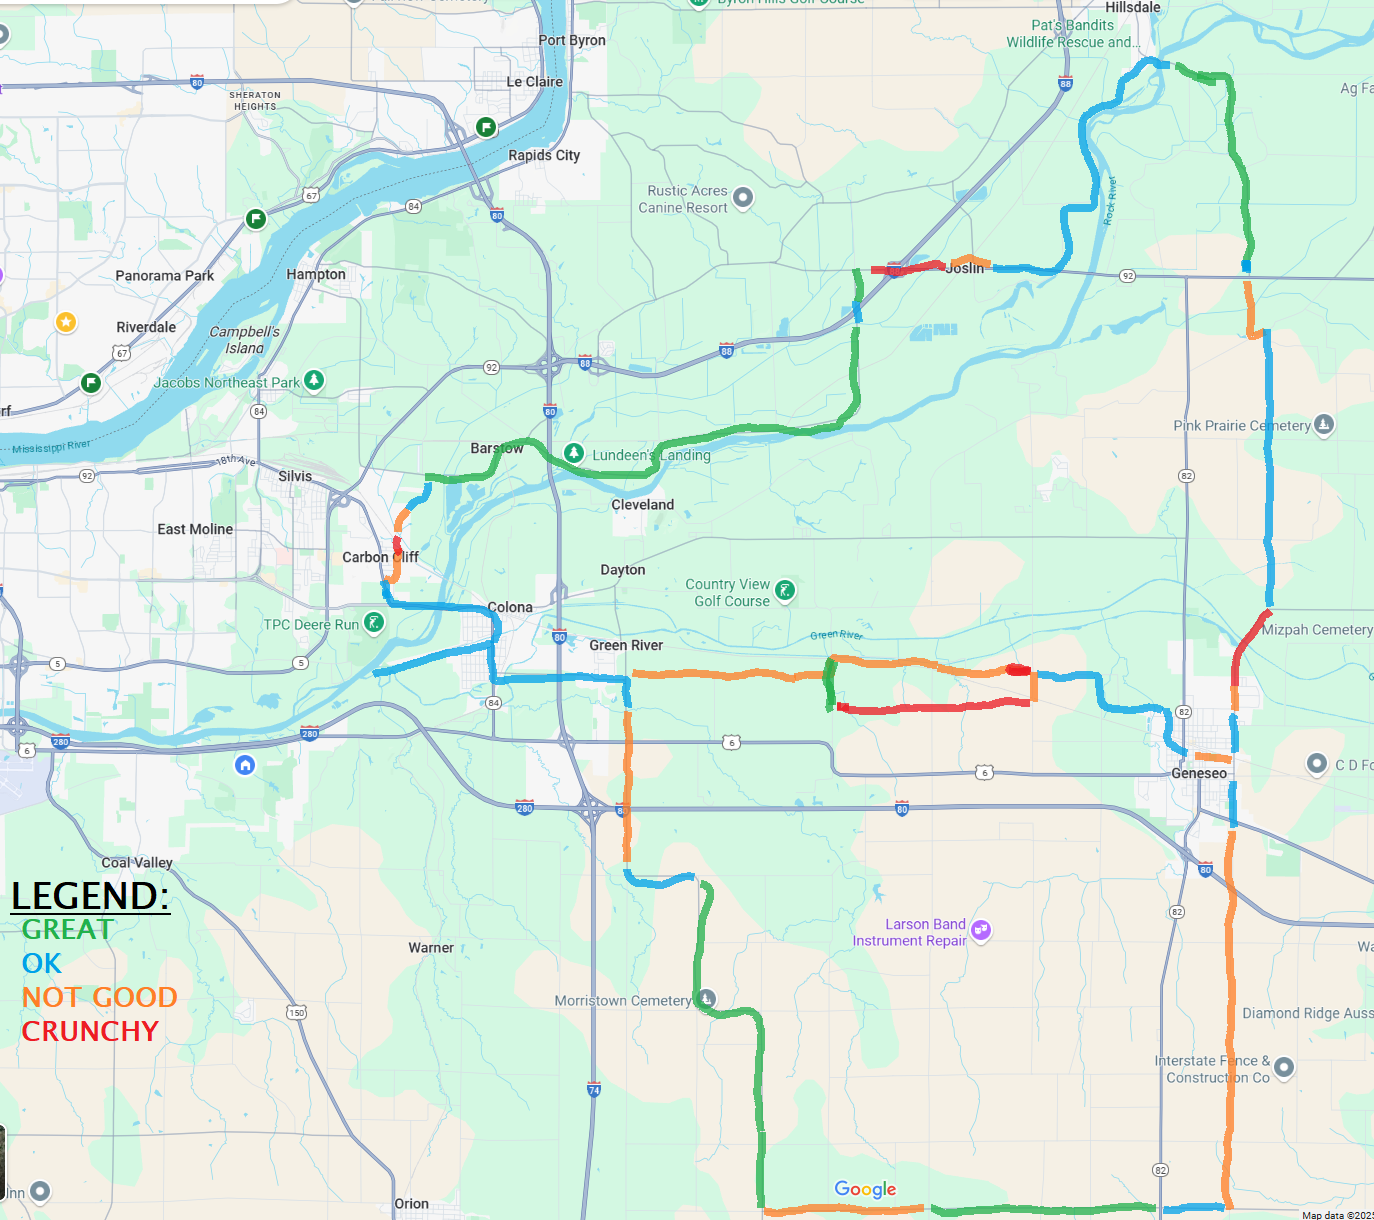 Byron Hills Golf Course
Hillsdale
Pat's Bandits
Wildlife Rescue and...
Port Byron
Le Claire
80
88
SHERATON
HEIGHTS
Ag Fa
Rapids City
67
84
80
Rustic Acres
Canine Resort
Rock River
Panorama Park
Hampton
Joslin
92
Riverdale
Campbell's
Island
67
88
88
92
Jacobs Northeast Park
rf
84
80
Pink Prairie Cemetery
Mississippi River
18th Ave
Barstow
Lundeen's Landing
92
Silvis
82
Cleveland
East Moline
Carbon Cliff
Dayton
Country View
Golf Course
Colona
TPC Deere Run
Green River
Mizpah Cemetery
80
Green River
5
5
84
82
280
280
6
6
6
Geneseo
C D Fo
280
80
80
Coal Valley
80
LEGEND:
GREAT
OK
NOT GOOD
CRUNCHY
82
Larson Band
Instrument Repair
Warner
Wa
Morristown Cemetery
150
Diamond Ridge Auss
Interstate Fence &
Construction Co
74
82
Inn
Google
Orion
Map data ©2025